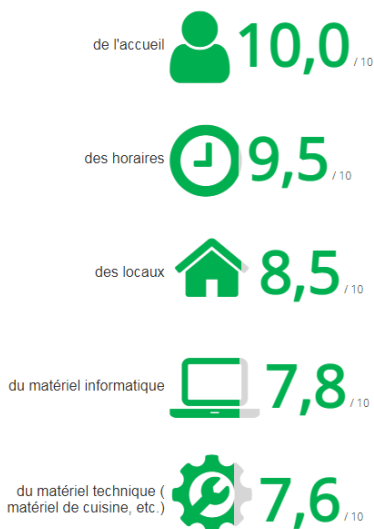 de l'accueil 10,0 / 10
des horaires 9,5 / 10
des locaux 8,5 / 10
du matériel informatique 7,8 / 10
du matériel technique (
matériel de cuisine, etc.) 7,6 / 10